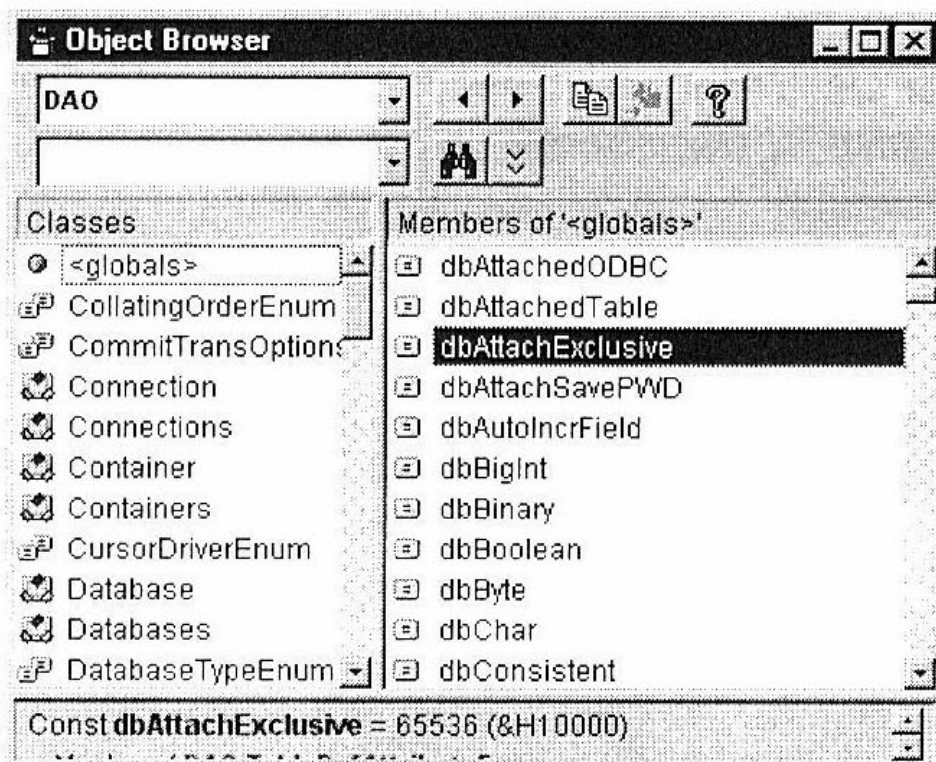 Object Browser
DAO
Classes
Members of '<globals>'
<globals>
CollatingOrderEnum
CommitTransOptions
Connection
Connections
Container
Containers
CursorDriverEnum
Database
Databases
DatabaseTypeEnum
dbAttachedODBC
dbAttachedTable
dbAttachExclusive
dbAttachSavePWD
dbAutoIncrField
dbBigInt
dbBinary
dbBoolean
dbByte
dbChar
dbConsistent
Const dbAttachExclusive = 65536 (&H10000)